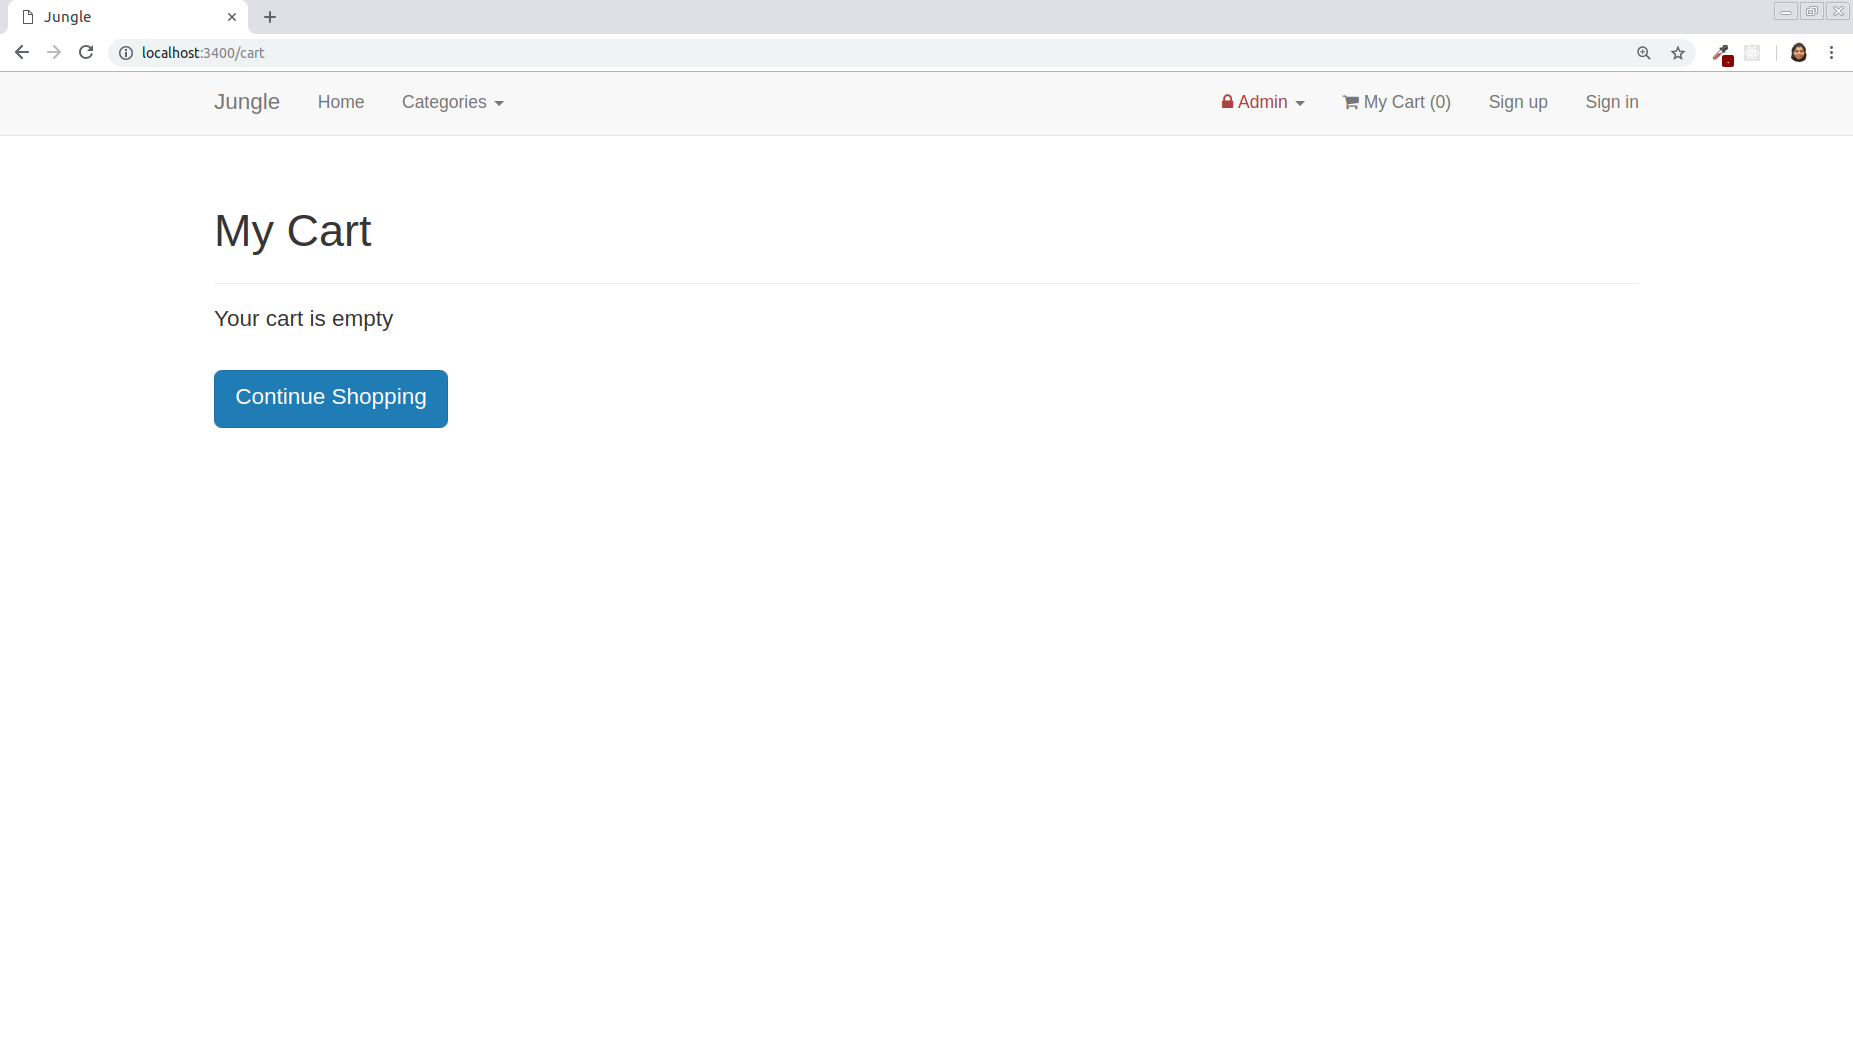 Jungle
localhost:3400/cart
Jungle Home Categories Admin My Cart (0) Sign up Sign in
My Cart
Your cart is empty
Continue Shopping